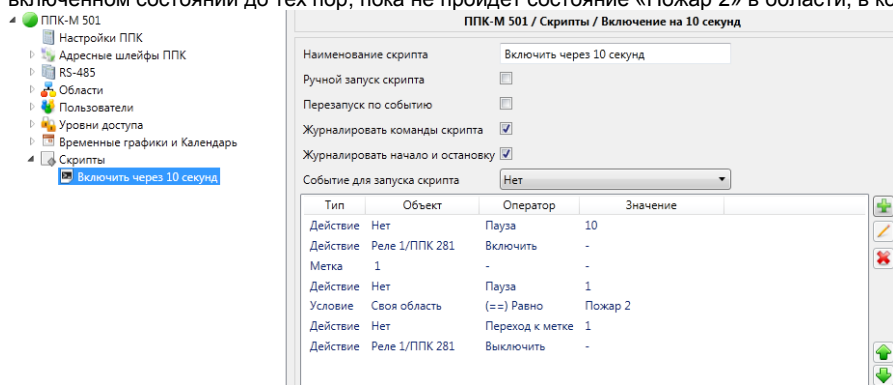 включенном состоянии до тех пор, пока не пройдет состояние «Пожар 2» в области, в
ППК-М 501
Настройки ППК
Адресные шлейфы ППК
RS-485
Области
Пользователи
Уровни доступа
Временные графики и Календарь
Скрипты
Включить через 10 секунд
ППК-М 501 / Скрипты / Включение на 10 секунд
Наименование скрипта Включить через 10 секунд
Ручной запуск скрипта
Перезапуск по событию
Журналировать команды скрипта
Журналировать начало и остановку
Событие для запуска скрипта Нет
Тип Объект Оператор Значение
Действие Нет Пауза 10
Действие Реле 1/ППК 281 Включить -
Метка 1 - -
Действие Нет Пауза 1
Условие Своя область (==) Равно Пожар 2
Действие Нет Переход к метке 1
Действие Реле 1/ППК 281 Выключить -